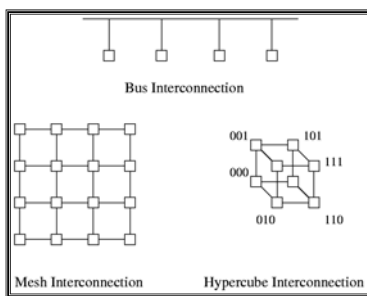 Bus Interconnection
001 101
111
000
010 110
Mesh Interconnection Hypercube Interconnection